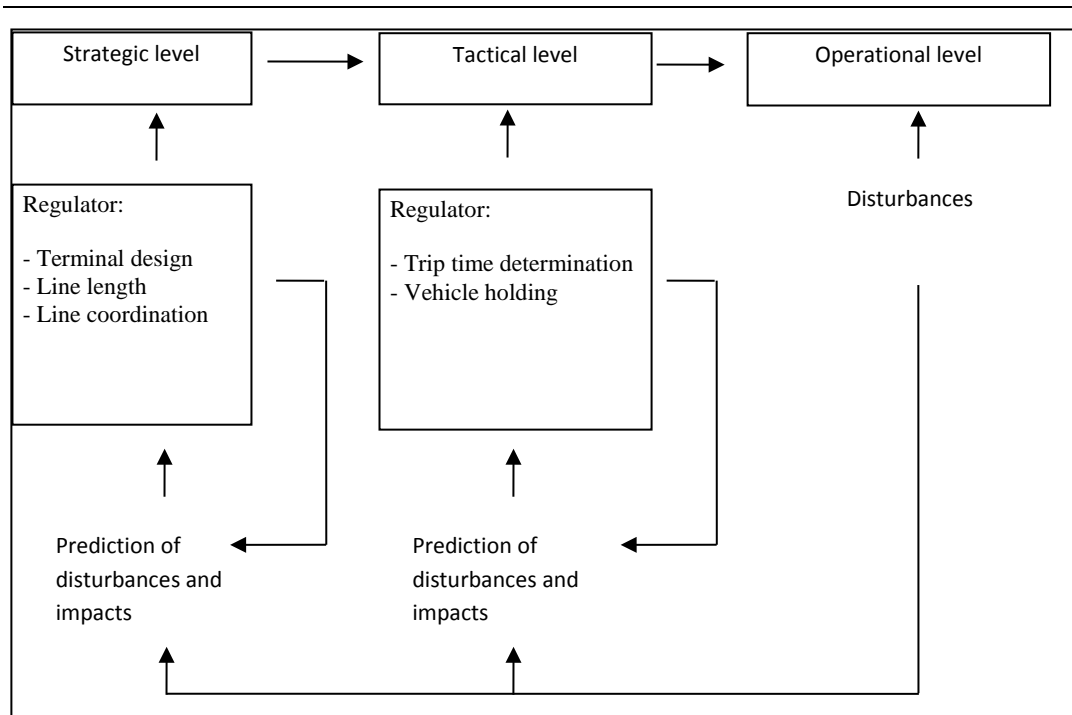 Strategic level
Tactical level
Operational level
Regulator:
- Terminal design
- Line length
- Line coordination
Regulator:
- Trip time determination
- Vehicle holding
Disturbances
Prediction of
disturbances and
impacts
Prediction of
disturbances and
impacts